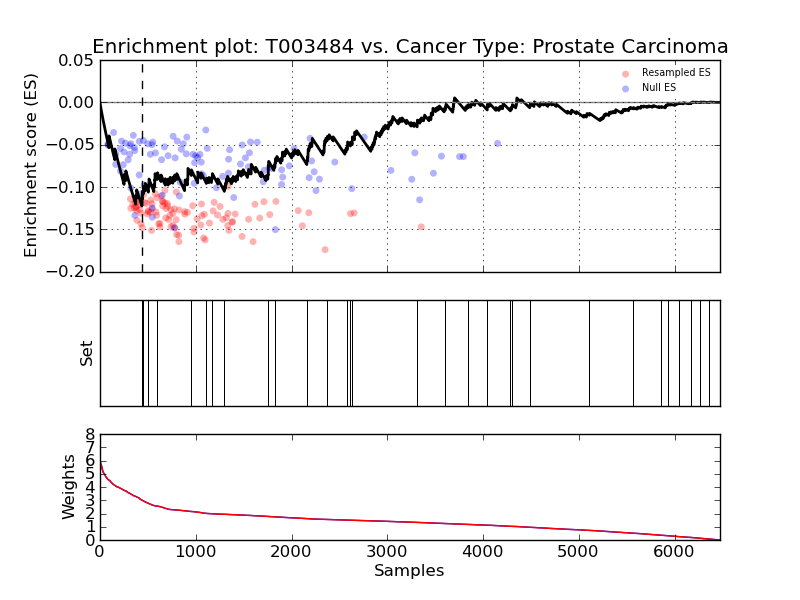 Enrichment plot: T003484 vs. Cancer Type: Prostate Carcinoma
Enrichment score (ES)
0.05
0.00
−0.05
−0.10
−0.15
−0.20
Resampled ES
Null ES
Set
Weights
8
7
6
5
4
3
2
1
0
0 1000 2000 3000 4000 5000 6000
Samples